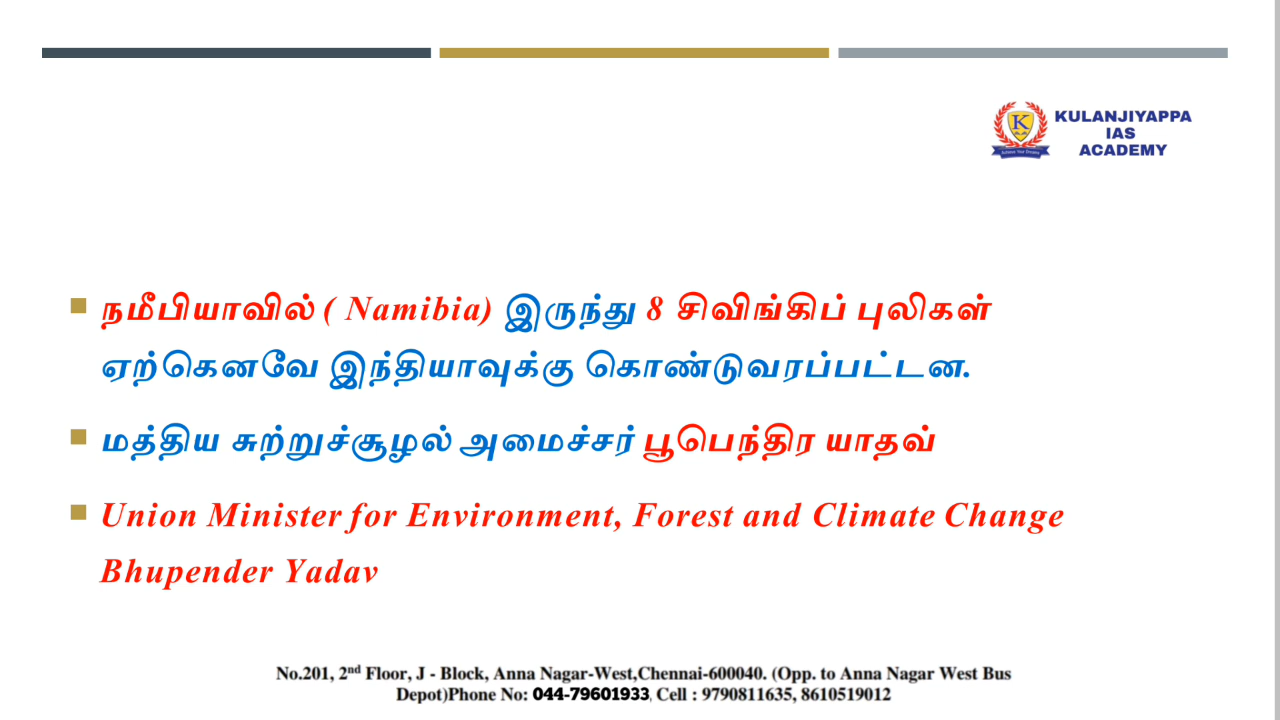 KULANJIYAPPA
IAS
ACADEMY
நமீபியாவில் ( Namibia) இருந்து 8 சிவிங்கிப் புலிகள்
ஏற்கெனவே இந்தியாவுக்கு கொண்டுவரப்பட்டன.
மத்திய சுற்றுச்சூழல் அமைச்சர் பூபெந்திர யாதவ்
Union Minister for Environment, Forest and Climate Change
Bhupender Yadav
No.201, 2nd Floor, J - Block, Anna Nagar-West,Chennai-600040. (Opp. to Anna Nagar West Bus
Depot)Phone No: 044-79601933, Cell : 9790811635, 8610519012